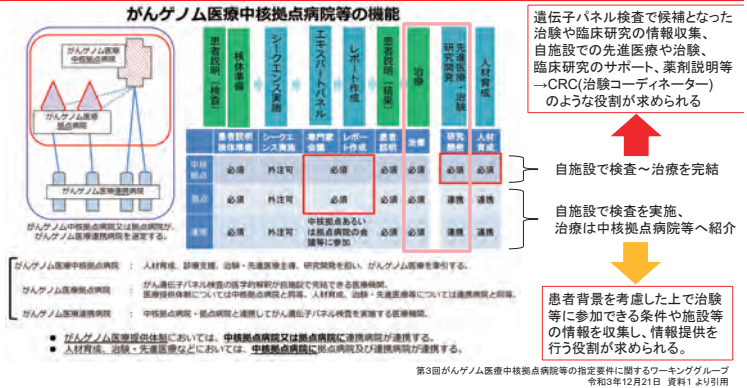 がんゲノム医療中核拠点病院等の機能
がんゲノム医療
中核拠点病院
がんゲノム医療
拠点病院
がんゲノム医療連携病院
がんゲノム中核拠点病院又は拠点病院が、
がんゲノム医療連携病院を選定する。
患者説明(検査)
検体準備
シークエンス実施
エキスパートパネル
レポート作成
患者説明(結果)
治療
先進医療・治験
研究開発
人材育成
患者説明 検体準備
シークエンス実施
専門家会議
レポート作成
患者説明
治療
研究開発
人材育成
中核拠点 必須 外注可 必須 必須 必須 必須 必須
拠点 必須 外注可 必須 必須 必須 連携 連携
連携 必須 外注可 中核拠点あるいは拠点病院の会議等に参加 必須 必須 連携 連携
がんゲノム医療中核拠点病院 : 人材育成、診療支援、治験・先進医療主導、研究開発を担い、がんゲノム医療を牽引する。
がんゲノム医療拠点病院 : がん遺伝子パネル検査の医学的解釈が自施設で完結できる医療機関。
医療提供体制については中核拠点病院と同等、人材育成、治験・先進医療等については連携病院と同等。
がんゲノム医療連携病院 : 中核拠点病院・拠点病院と連携してがん遺伝子パネル検査を実施する医療機関。
● がんゲノム医療提供体制においては、中核拠点病院又は拠点病院に連携病院が連携する。
● 人材育成、治験・先進医療などにおいては、中核拠点病院に拠点病院及び連携病院が連携する。
遺伝子パネル検査で候補となった
治験や臨床研究の情報収集、
自施設での先進医療や治験、
臨床研究のサポート、薬剤説明等
→CRC(治験コーディネーター)
のような役割が求められる
自施設で検査~治療を完結
自施設で検査を実施、
治療は中核拠点病院等へ紹介
患者背景を考慮した上で治験
等に参加できる条件や施設等
の情報を収集し、情報提供を
行う役割が求められる。
第3回がんゲノム医療中核拠点病院等の指定要件に関するワーキンググループ
令和3年12月21日 資料1 より引用